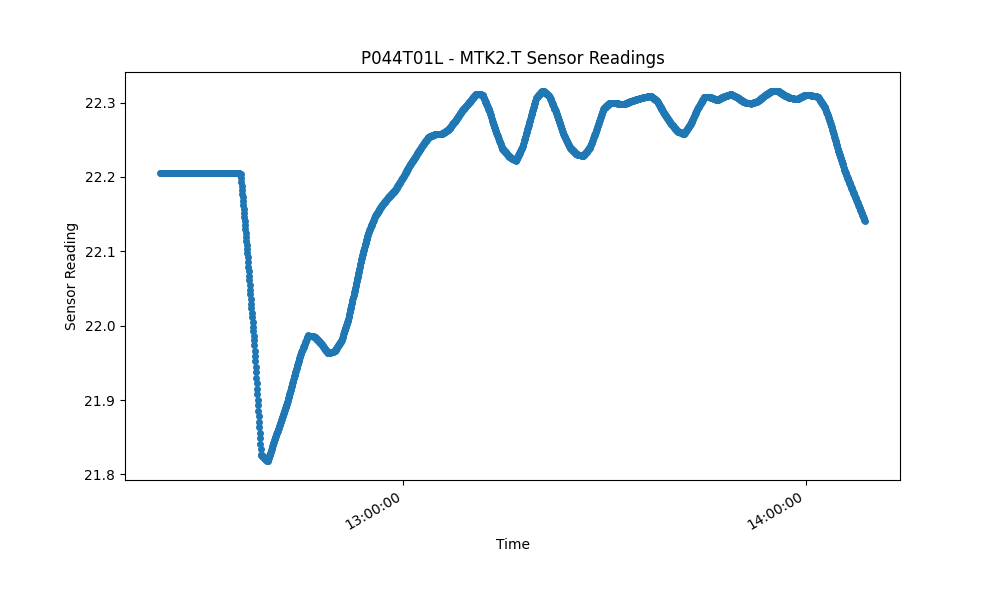 P044T01L - MTK2.T Sensor Readings
22.3
22.2
22.1
22.0
21.9
21.8
Sensor Reading
13:00:00
14:00:00
Time